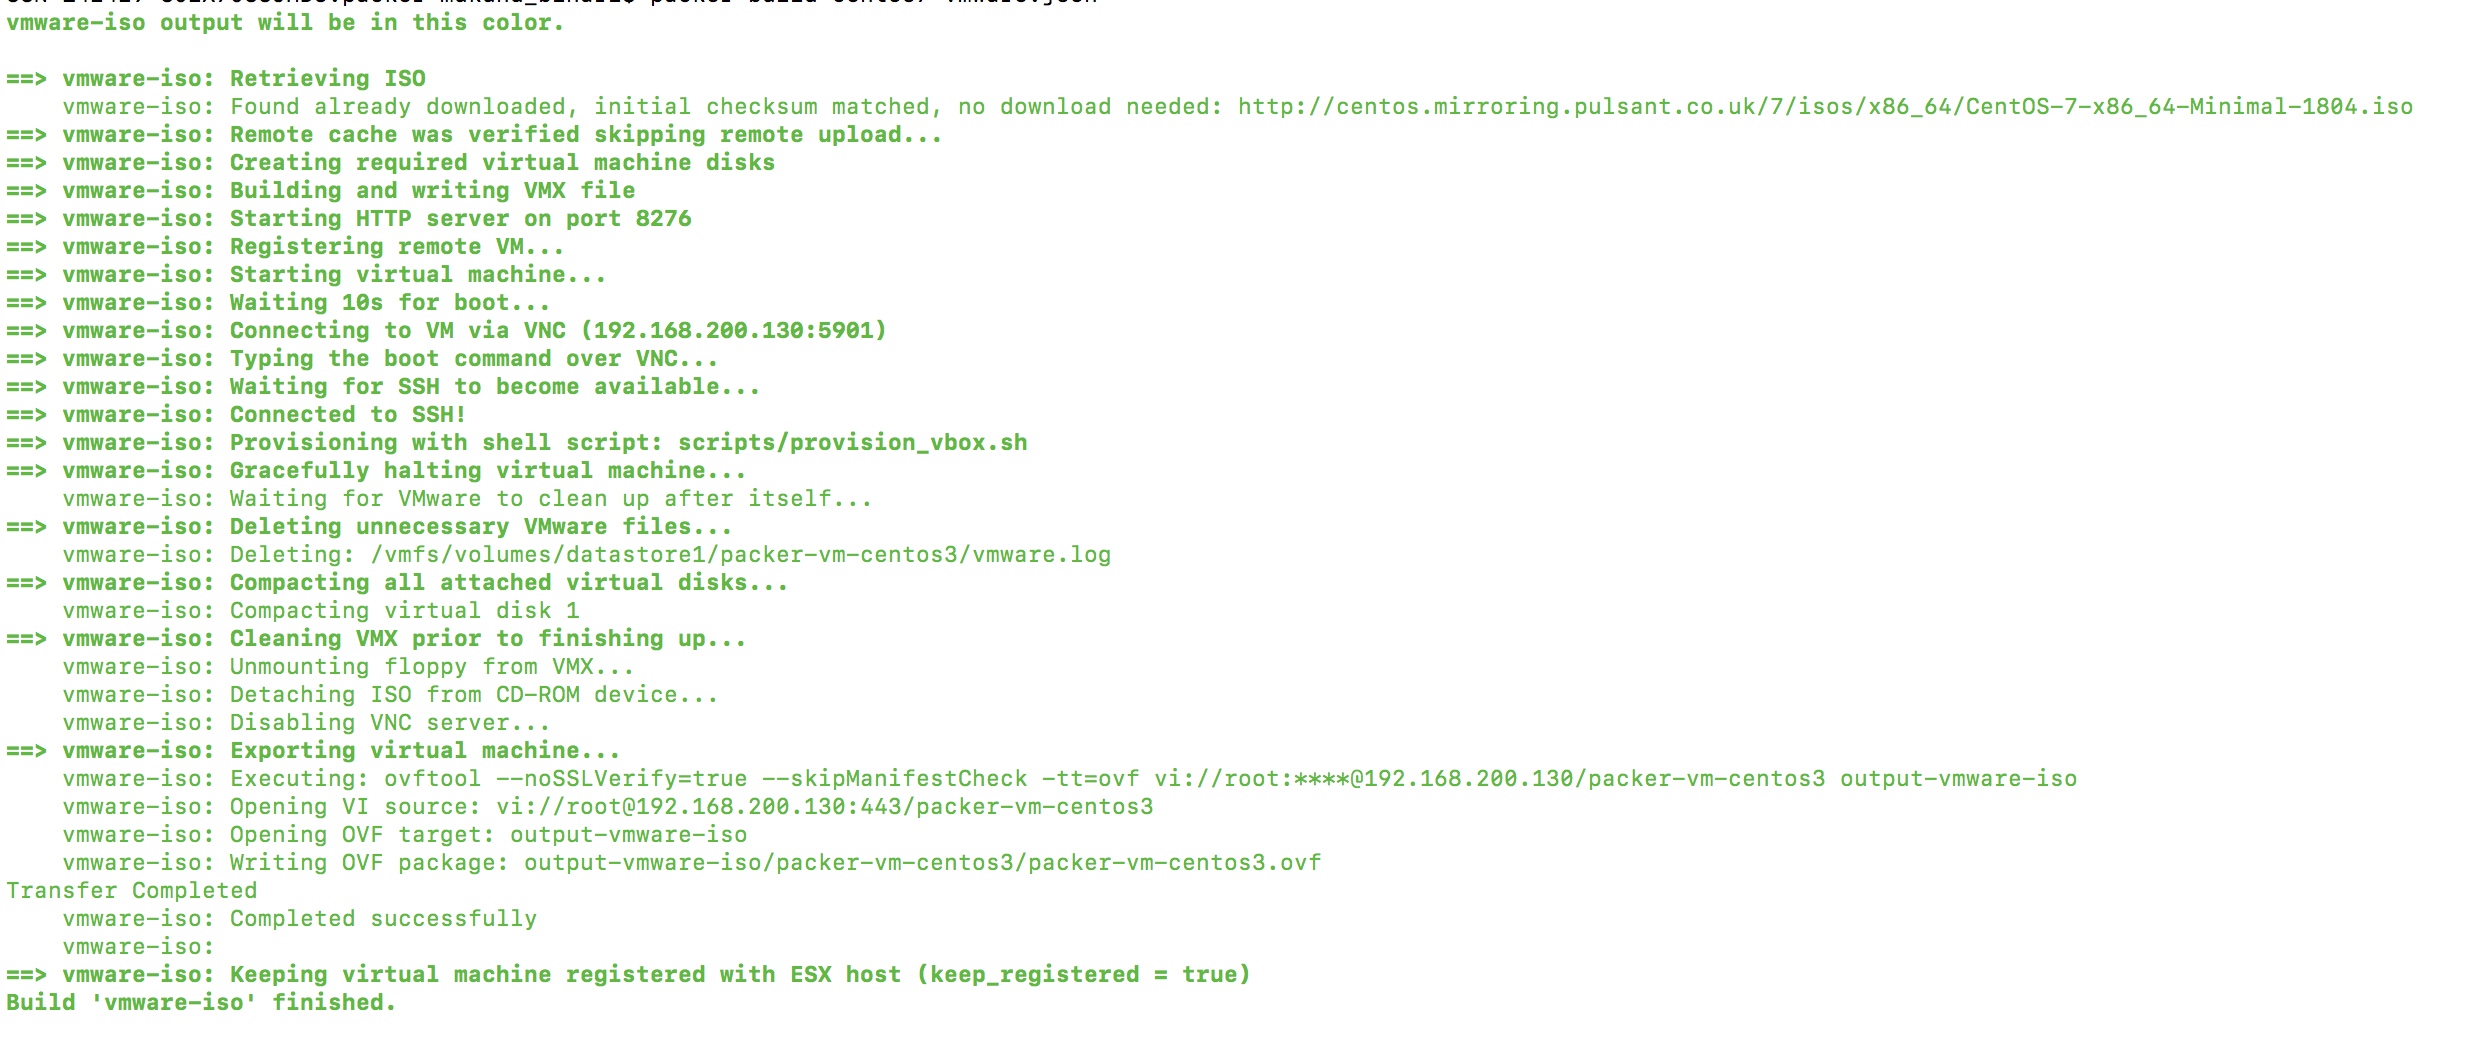 vmware-iso output will be in this color.
==> vmware-iso: Retrieving ISO
vmware-iso: Found already downloaded, initial checksum matched, no download needed: http://centos.mirroring.pulsant.co.uk/7/isos/x86_64/CentOS-7-x86_64-Minimal-1804.iso
==> vmware-iso: Remote cache was verified skipping remote upload...
==> vmware-iso: Creating required virtual machine disks
==> vmware-iso: Building and writing VMX file
==> vmware-iso: Starting HTTP server on port 8276
==> vmware-iso: Registering remote VM...
==> vmware-iso: Starting virtual machine...
==> vmware-iso: Waiting 10s for boot...
==> vmware-iso: Connecting to VM via VNC (192.168.200.130:5901)
==> vmware-iso: Typing the boot command over VNC...
==> vmware-iso: Waiting for SSH to become available...
==> vmware-iso: Connected to SSH!
==> vmware-iso: Provisioning with shell script: scripts/provision_vbox.sh
==> vmware-iso: Gracefully halting virtual machine...
vmware-iso: Waiting for VMware to clean up after itself...
==> vmware-iso: Deleting unnecessary VMware files...
vmware-iso: Deleting: /vmfs/volumes/datastore1/packer-vm-centos3/vmware.log
==> vmware-iso: Compacting all attached virtual disks...
vmware-iso: Compacting virtual disk 1
==> vmware-iso: Cleaning VMX prior to finishing up...
vmware-iso: Unmounting floppy from VMX...
vmware-iso: Detaching ISO from CD-ROM device...
vmware-iso: Disabling VNC server...
==> vmware-iso: Exporting virtual machine...
vmware-iso: Executing: ovftool --noSSLVerify=true --skipManifestCheck -tt=ovf vi://root:****@192.168.200.130/packer-vm-centos3 output-vmware-iso
vmware-iso: Opening VI source: vi://root@192.168.200.130:443/packer-vm-centos3
vmware-iso: Opening OVF target: output-vmware-iso
vmware-iso: Writing OVF package: output-vmware-iso/packer-vm-centos3/packer-vm-centos3.ovf
Transfer Completed
vmware-iso: Completed successfully
vmware-iso:
==> vmware-iso: Keeping virtual machine registered with ESX host (keep_registered = true)
Build 'vmware-iso' finished.